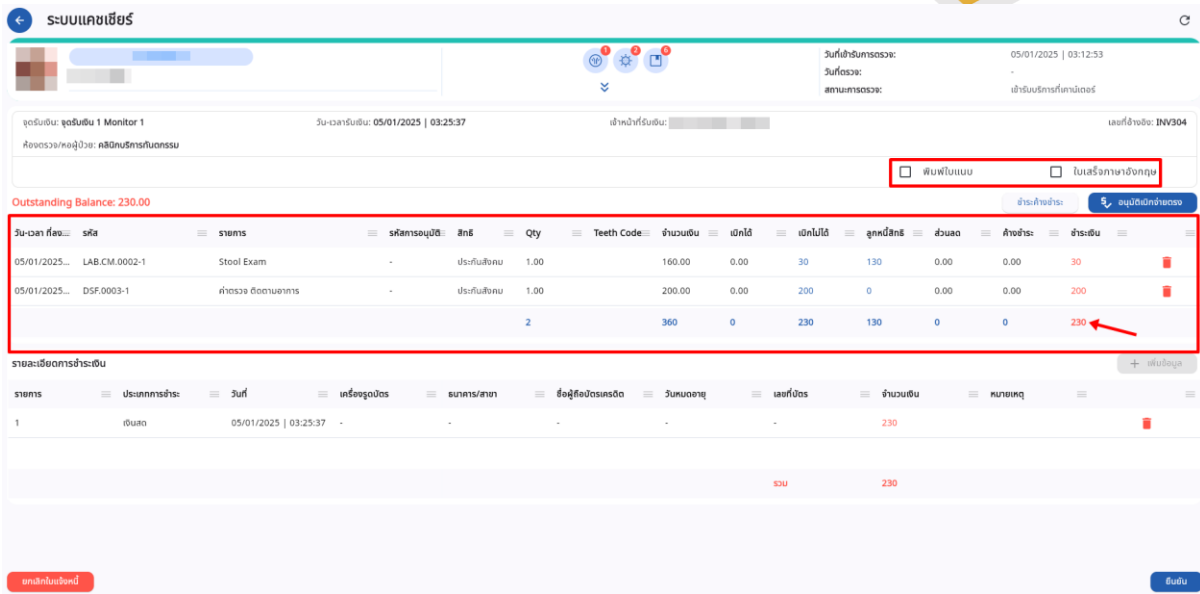 ระบบแคชเชียร์
1 2 6
วันที่เข้ารับการตรวจ: 05/01/2025 | 03:12:53
วันที่ตรวจ: -
สถานะการตรวจ: เข้ารับบริการที่เคาน์เตอร์
จุดรับเงิน: จุดรับเงิน 1 Monitor 1 วัน-เวลารับเงิน: 05/01/2025 | 03:25:37 เจ้าหน้าที่รับเงิน: เลขที่อ้างอิง: INV304
ห้องตรวจ/หอผู้ป่วย: คลินิกบริการทันตกรรม
พิมพ์ใบแนบ ใบเสร็จภาษาอังกฤษ
Outstanding Balance: 230.00 ชำระค้างชำระ อนุมัติเบิกจ่ายตรง
วัน-เวลา ที่ลง... รหัส รายการ รหัสการอนุมัติ สิทธิ Qty Teeth Code จำนวนเงิน เบิกได้ เบิกไม่ได้ ลูกหนี้สิทธิ ส่วนลด ค้างชำระ ชำระเงิน
05/01/2025... LAB.CM.0002-1 Stool Exam - ประกันสังคม 1.00 160.00 0.00 30 130 0.00 0.00 30
05/01/2025... DSF.0003-1 ค่าตรวจ ติดตามอาการ - ประกันสังคม 1.00 200.00 0.00 200 0 0.00 0.00 200
2 360 0 230 130 0 0 230
รายละเอียดการชำระเงิน + เพิ่มข้อมูล
รายการ ประเภทการชำระ วันที่ เครื่องรูดบัตร ธนาคาร/สาขา ชื่อผู้ถือบัตรเครดิต วันหมดอายุ เลขที่บัตร จำนวนเงิน หมายเหตุ
1 เงินสด 05/01/2025 | 03:25:37 - - - - - 230
รวม 230
ยกเลิกใบแจ้งหนี้ ยืนยัน